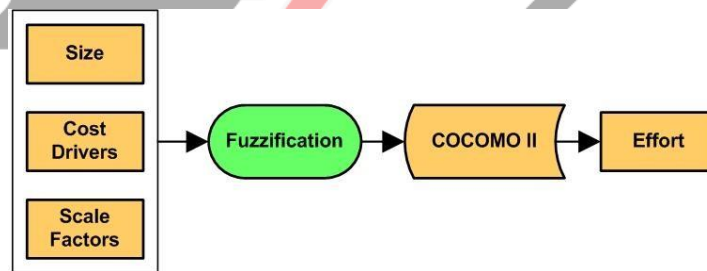 Size
Cost
Drivers
Scale
Factors
Fuzzification
COCOMO II
Effort